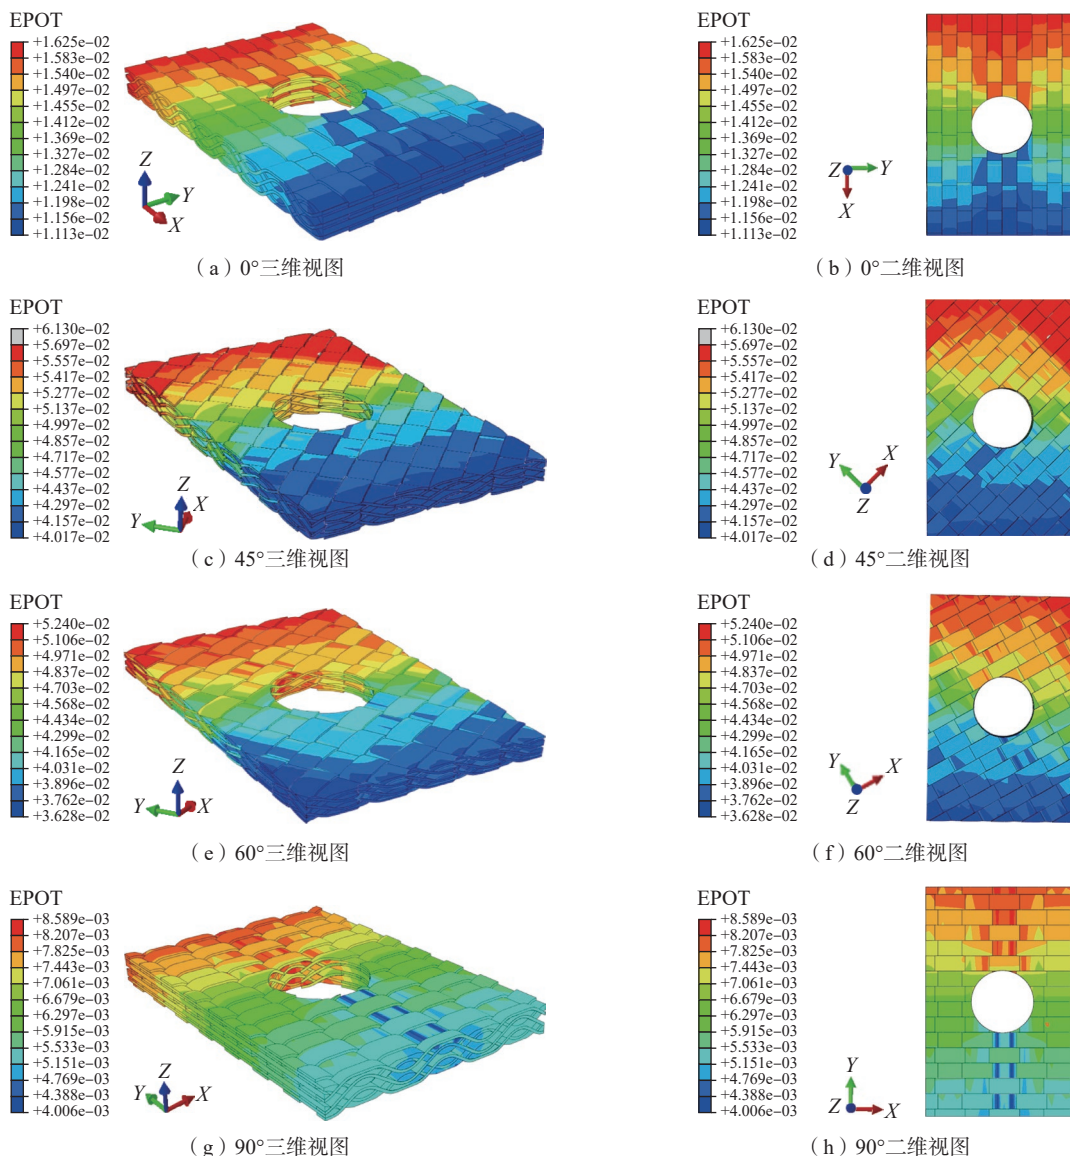 EPOT
+1.625e-02
+1.583e-02
+1.540e-02
+1.497e-02
+1.455e-02
+1.412e-02
+1.369e-02
+1.327e-02
+1.284e-02
+1.241e-02
+1.198e-02
+1.156e-02
+1.113e-02
Z
Y
X
(a)0°三维视图
EPOT
+1.625e-02
+1.583e-02
+1.540e-02
+1.497e-02
+1.455e-02
+1.412e-02
+1.369e-02
+1.327e-02
+1.284e-02
+1.241e-02
+1.198e-02
+1.156e-02
+1.113e-02
Z Y
X
(b)0°二维视图
EPOT
+6.130e-02
+5.697e-02
+5.557e-02
+5.417e-02
+5.277e-02
+5.137e-02
+4.997e-02
+4.857e-02
+4.717e-02
+4.577e-02
+4.437e-02
+4.297e-02
+4.157e-02
+4.017e-02
Z
X
Y
(c)45°三维视图
EPOT
+6.130e-02
+5.697e-02
+5.557e-02
+5.417e-02
+5.277e-02
+5.137e-02
+4.997e-02
+4.857e-02
+4.717e-02
+4.577e-02
+4.437e-02
+4.297e-02
+4.157e-02
+4.017e-02
Y X
Z
(d)45°二维视图
EPOT
+5.240e-02
+5.106e-02
+4.971e-02
+4.837e-02
+4.703e-02
+4.568e-02
+4.434e-02
+4.299e-02
+4.165e-02
+4.031e-02
+3.896e-02
+3.762e-02
+3.628e-02
Z
Y X
(e)60°三维视图
EPOT
+5.240e-02
+5.106e-02
+4.971e-02
+4.837e-02
+4.703e-02
+4.568e-02
+4.434e-02
+4.299e-02
+4.165e-02
+4.031e-02
+3.896e-02
+3.762e-02
+3.628e-02
Y X
Z
(f)60°二维视图
EPOT
+8.589e-03
+8.207e-03
+7.825e-03
+7.443e-03
+7.061e-03
+6.679e-03
+6.297e-03
+5.915e-03
+5.533e-03
+5.151e-03
+4.769e-03
+4.388e-03
+4.006e-03
Z
Y X
(g)90°三维视图
EPOT
+8.589e-03
+8.207e-03
+7.825e-03
+7.443e-03
+7.061e-03
+6.679e-03
+6.297e-03
+5.915e-03
+5.533e-03
+5.151e-03
+4.769e-03
+4.388e-03
+4.006e-03
Y
Z X
(h)90°二维视图